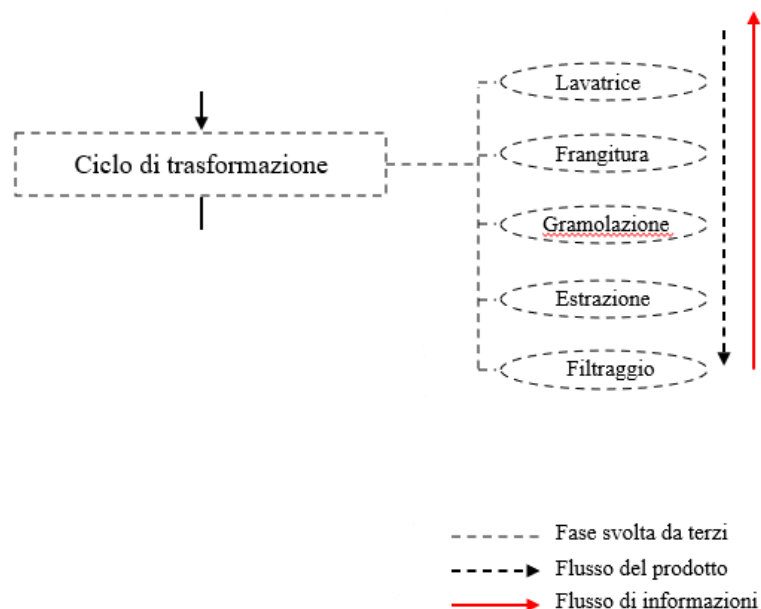 Lavatrice
Frangitura
Ciclo di trasformazione
Gramolazione
Estrazione
Filtraggio
Fase svolta da terzi
Flusso del prodotto
Flusso di informazioni